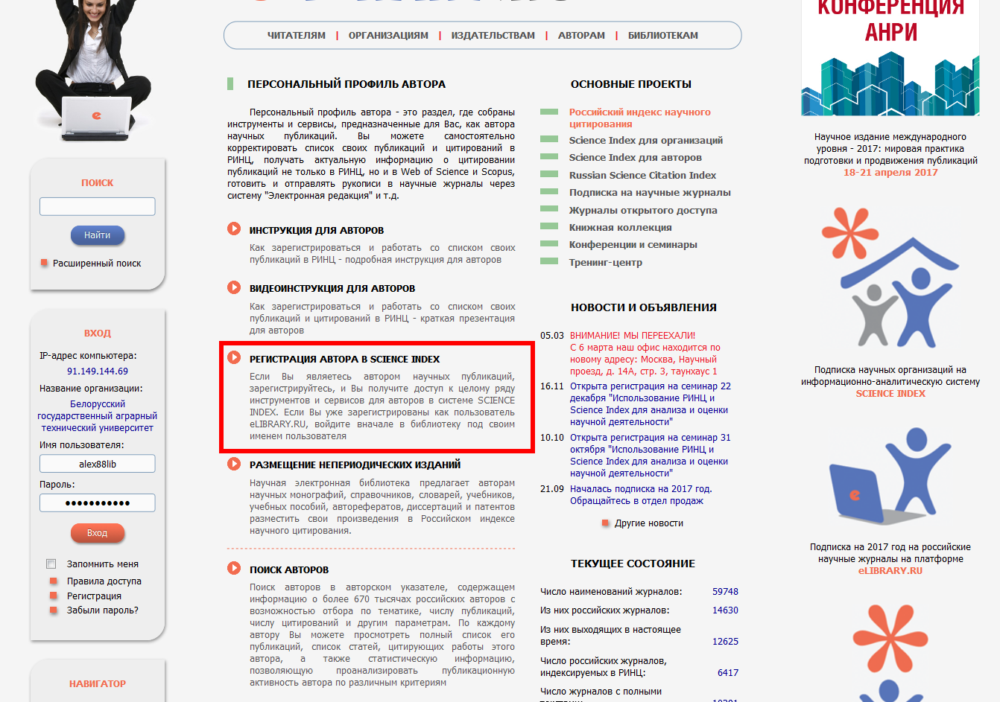 ЧИТАТЕЛЯМ | ОРГАНИЗАЦИЯМ | ИЗДАТЕЛЬСТВАМ | АВТОРАМ | БИБЛИОТЕКАМ
ПОИСК
Найти
Расширенный поиск
ВХОД
IP-адрес компьютера:
91.149.144.69
Название организации:
Белорусский
государственный аграрный
технический университет
Имя пользователя:
alex88lib
Пароль:
•••••••••••
Вход
Запомнить меня
Правила доступа
Регистрация
Забыли пароль?
НАВИГАТОР
ПЕРСОНАЛЬНЫЙ ПРОФИЛЬ АВТОРА
Персональный профиль автора - это раздел, где собраны
инструменты и сервисы, предназначенные для Вас, как автора
научных публикаций. Вы можете самостоятельно
корректировать список своих публикаций и цитирований в
РИНЦ, получать актуальную информацию о цитировании
публикаций не только в РИНЦ, но и в Web of Science и Scopus,
готовить и отправлять рукописи в научные журналы через
систему "Электронная редакция" и т.д.
ИНСТРУКЦИЯ ДЛЯ АВТОРОВ
Как зарегистрироваться и работать со списком своих
публикаций в РИНЦ - подробная инструкция для авторов
ВИДЕОИНСТРУКЦИЯ ДЛЯ АВТОРОВ
Как зарегистрироваться и работать со списком своих
публикаций и цитирований в РИНЦ - краткая презентация
для авторов
РЕГИСТРАЦИЯ АВТОРА В SCIENCE INDEX
Если Вы являетесь автором научных публикаций,
зарегистрируйтесь, и Вы получите доступ к целому ряду
инструментов и сервисов для авторов в системе SCIENCE
INDEX. Если Вы уже зарегистрированы как пользователь
eLIBRARY.RU, войдите вначале в библиотеку под своим
именем пользователя
РАЗМЕЩЕНИЕ НЕПЕРИОДИЧЕСКИХ ИЗДАНИЙ
Научная электронная библиотека предлагает авторам
научных монографий, справочников, словарей, учебников,
учебных пособий, авторефератов, диссертаций и патентов
разместить свои произведения в Российском индексе
научного цитирования.
ПОИСК АВТОРОВ
Поиск авторов в авторском указателе, содержащем
информацию о более 670 тысячах российских авторов с
возможностью отбора по тематике, числу публикаций,
числу цитирований и другим параметрам. По каждому
автору Вы можете просмотреть полный список его
публикаций, список статей, цитирующих работы этого
автора, а также статистическую информацию,
позволяющую проанализировать публикационную
активность автора по различным критериям
ОСНОВНЫЕ ПРОЕКТЫ
Российский индекс научного
цитирования
Science Index для организаций
Science Index для авторов
Russian Science Citation Index
Подписка на научные журналы
Журналы открытого доступа
Книжная коллекция
Конференции и семинары
Тренинг-центр
НОВОСТИ И ОБЪЯВЛЕНИЯ
05.03 ВНИМАНИЕ! МЫ ПЕРЕЕХАЛИ!
С 6 марта наш офис находится по
новому адресу: Москва, Научный
проезд, д. 14А, стр. 3, таунхаус 1
16.11 Открыта регистрация на семинар 22
декабря "Использование РИНЦ и
Science Index для анализа и оценки
научной деятельности"
10.10 Открыта регистрация на семинар 31
октября "Использование РИНЦ и
Science Index для анализа и оценки
научной деятельности"
21.09 Началась подписка на 2017 год.
Обращайтесь в отдел продаж
Другие новости
ТЕКУЩЕЕ СОСТОЯНИЕ
Число наименований журналов: 59748
Из них российских журналов: 14630
Из них выходящих в настоящее
время: 12625
Число российских журналов,
индексируемых в РИНЦ: 6417
Число журналов с полными
КОНФЕРЕНЦИЯ
АНРИ
Научное издание международного
уровня - 2017: мировая практика
подготовки и продвижения публикаций
18-21 апреля 2017
Подписка научных организаций на
информационно-аналитическую систему
SCIENCE INDEX
Подписка на 2017 год на российские
научные журналы на платформе
eLIBRARY.RU